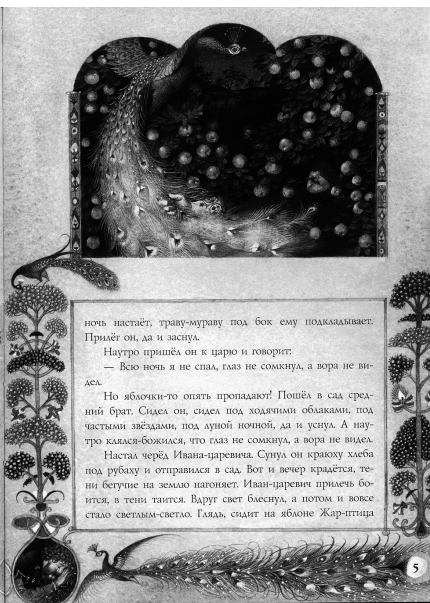 ночь настаёт, траву-мураву под бок ему подкладывает.
Прилёг он, да и заснул.
Наутро пришёл он к царю и говорит:
— Всю ночь я не спал, глаз не сомкнул, а вора не ви-
дел.
Но яблочки-то опять пропадают! Пошёл в сад сред-
ний брат. Сидел он, сидел под ходячими облаками, под
частыми звёздами, под луной ночной, да и уснул. А нау-
тро клялся-божился, что глаз не сомкнул, а вора не видел.
Настал черёд Ивана-царевича. Сунул он краюху хлеба
под рубаху и отправился в сад. Вот и вечер крадётся, те-
ни бегучие на землю нагоняет. Иван-царевич прилечь бо-
ится, в тени таится. Вдруг свет блеснул, а потом и вовсе
стало светлым-светло. Глядь, сидит на яблоне Жар-птица
5